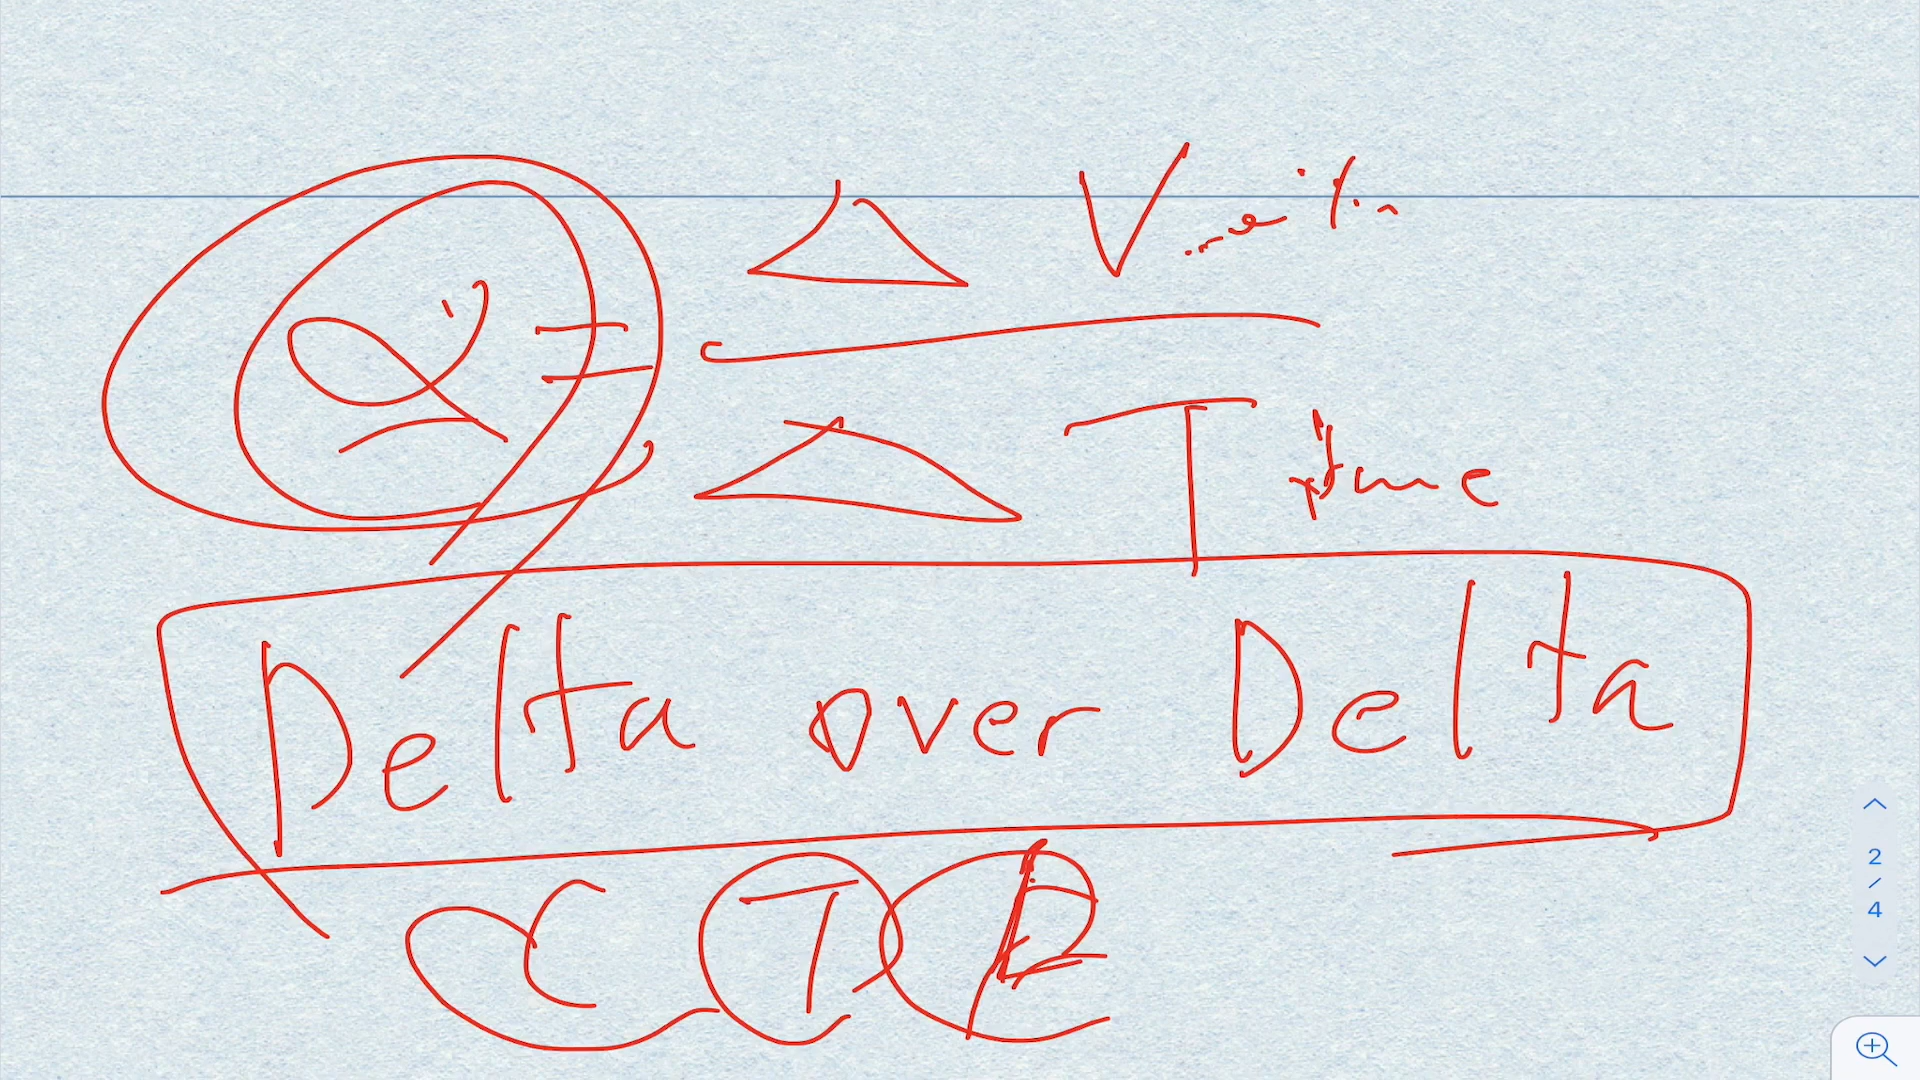 = Δ V
Δ T time
Delta over Delta
C T E
2
/
4